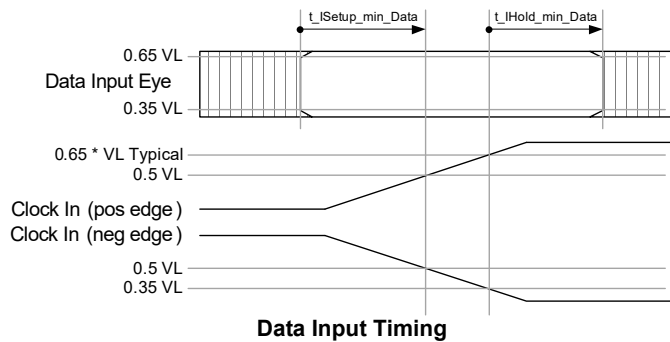 t_ISetup_min_Data
t_IHold_min_Data
0.65 VL
Data Input Eye
0.35 VL
0.65 * VL Typical
0.5 VL
Clock In (pos edge)
Clock In (neg edge)
0.5 VL
0.35 VL
Data Input Timing